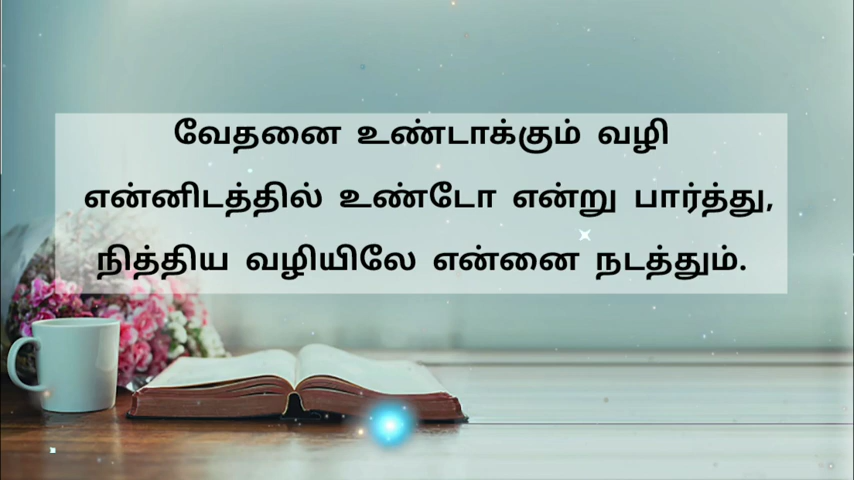 வேதனை உண்டாக்கும் வழி
என்னிடத்தில் உண்டோ என்று பார்த்து,
நித்திய வழியிலே என்னை நடத்தும்.